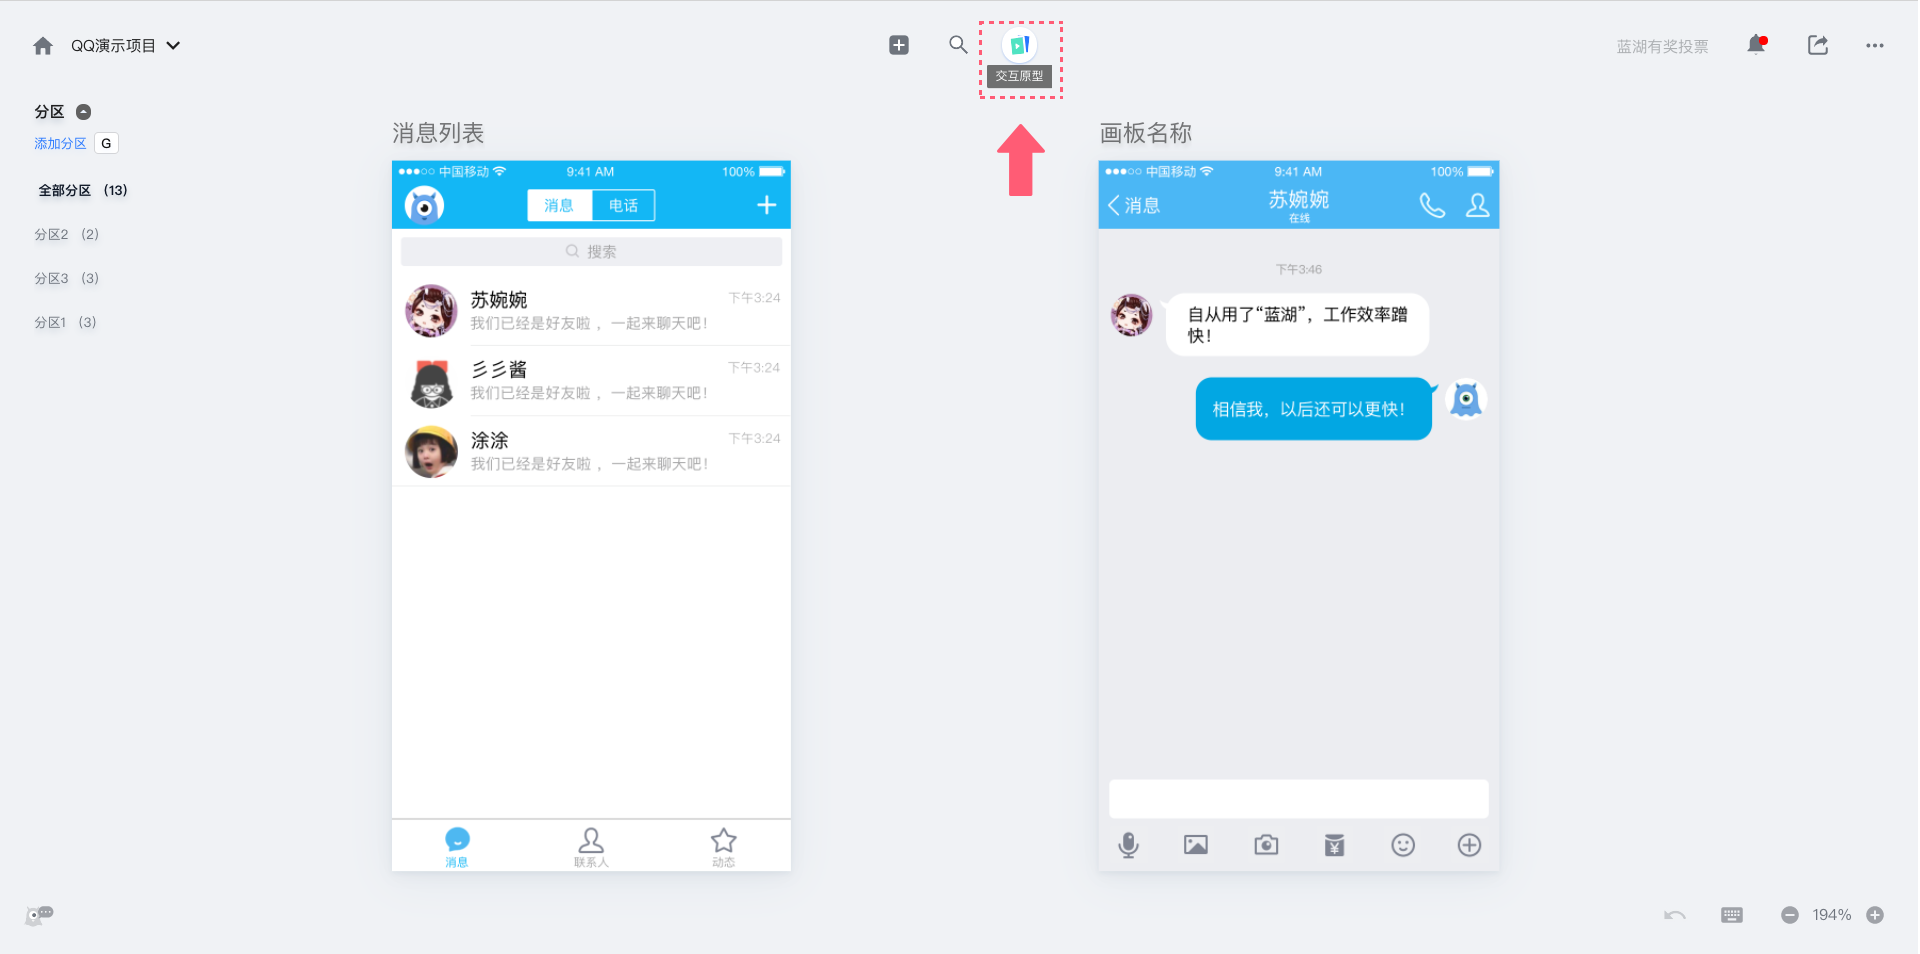 QQ演示项目
交互原型
蓝湖有奖投票
分区
添加分区 G
全部分区 (13)
分区2 (2)
分区3 (3)
分区1 (3)
消息列表
中国移动 9:41 AM 100%
消息 电话
搜索
苏婉婉 下午3:24
我们已经是好友啦，一起来聊天吧!
彡彡酱 下午3:24
我们已经是好友啦，一起来聊天吧!
涂涂 下午3:24
我们已经是好友啦，一起来聊天吧!
消息 联系人 动态
画板名称
中国移动 9:41 AM 100%
消息 苏婉婉
在线
下午3:46
自从用了“蓝湖”，工作效率蹭
快!
相信我，以后还可以更快!
194%